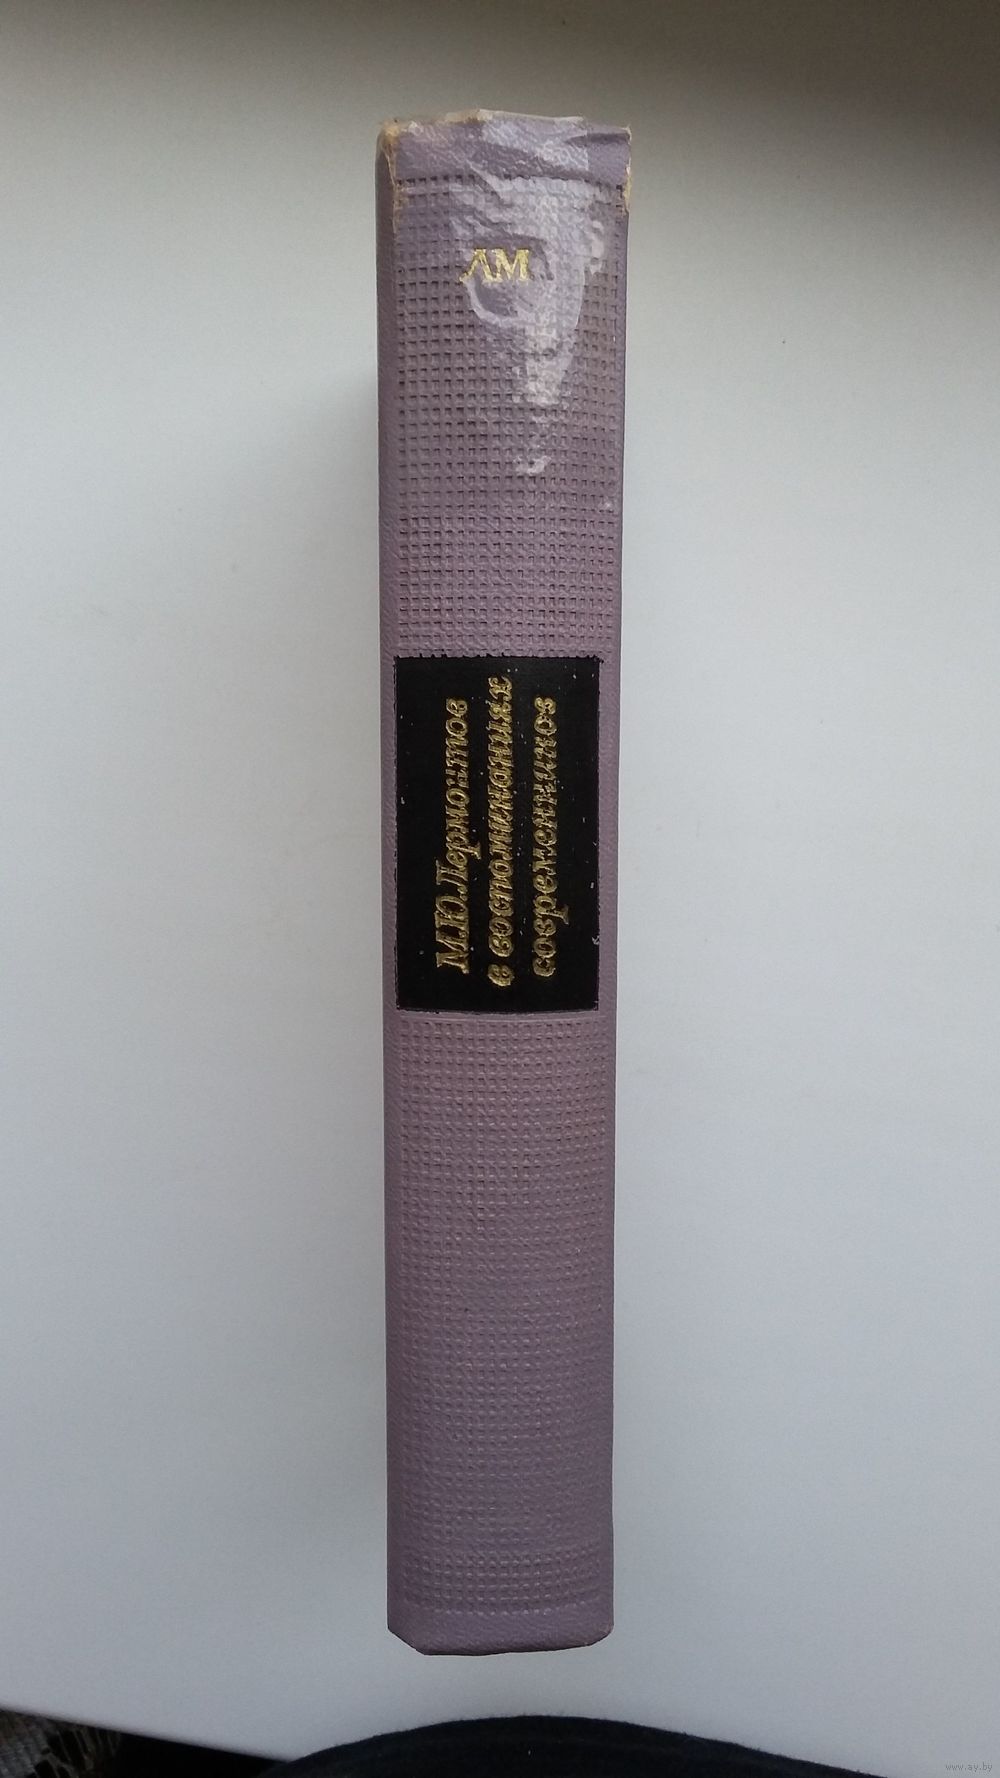 ЛМ
М.Ю.Лермонтов
в воспоминаниях
современников
www.ay.by